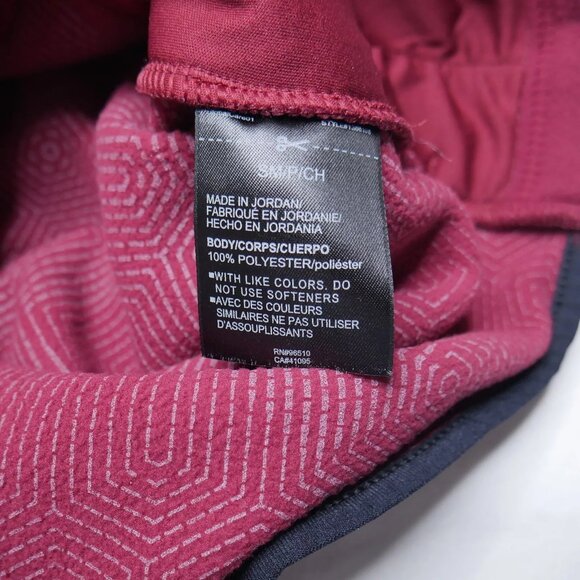 SM/P/CH
MADE IN JORDAN/
FABRIQUÉ EN JORDANIE/
HECHO EN JORDANIA
BODY/CORPS/CUERPO
100% POLYESTER/poliéster
▪WITH LIKE COLORS. DO
NOT USE SOFTENERS
▪AVEC DES COULEURS
SIMILAIRES NE PAS UTILISER
D'ASSOUPLISSANTS
RN#96510
CA#41095